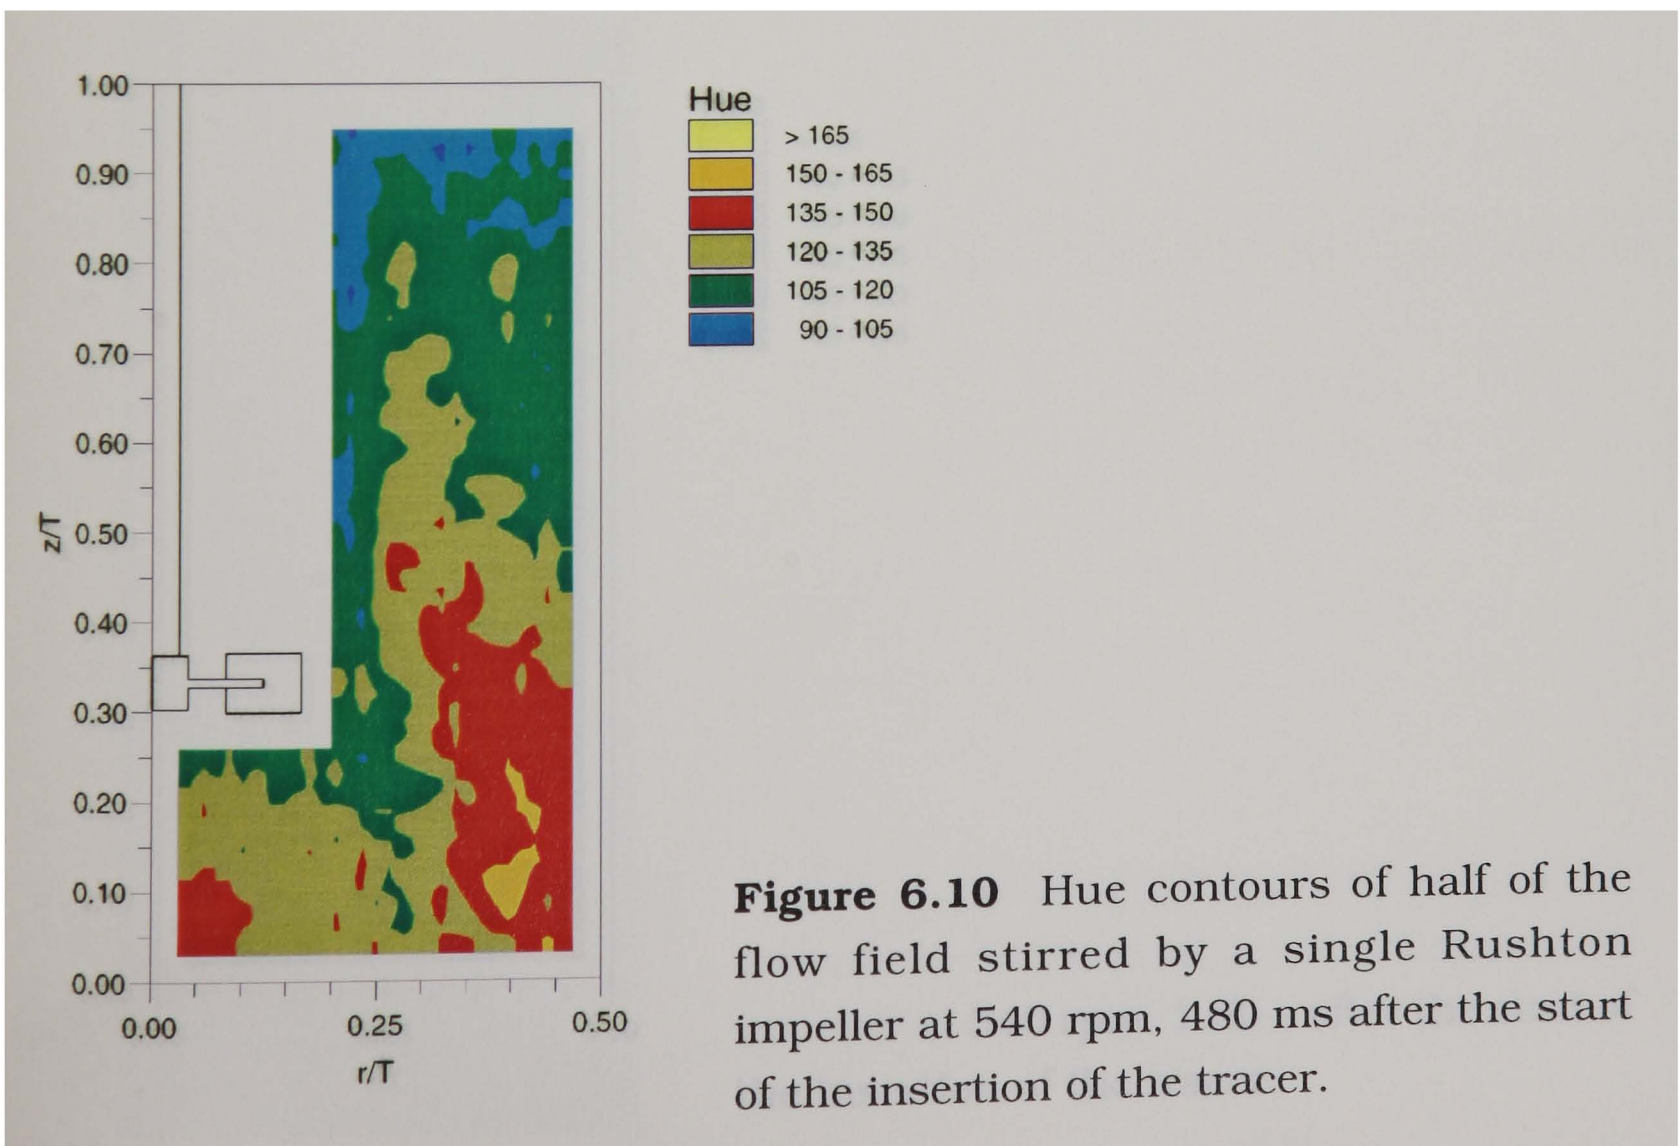 1.00
0.90
0.80
0.70
0.60
0.50
0.40
0.30
0.20
0.10
0.00
z/T
0.00 0.25 0.50
r/T
Hue
> 165
150 - 165
135 - 150
120 - 135
105 - 120
90 - 105
Figure 6.10 Hue contours of half of the
flow field stirred by a single Rushton
impeller at 540 rpm, 480 ms after the start
of the insertion of the tracer.